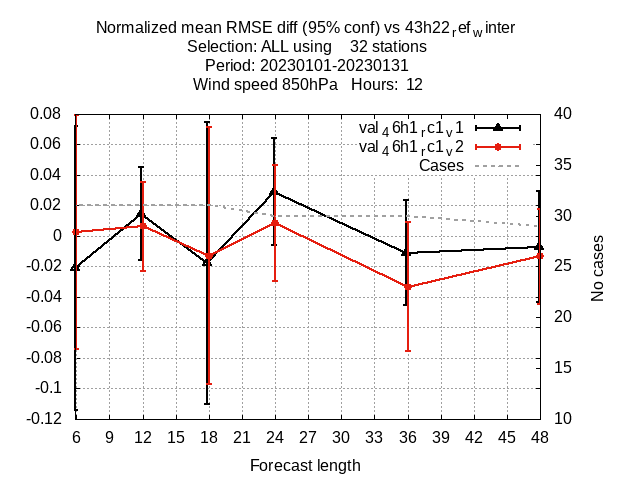 Normalized mean RMSE diff (95% conf) vs 43h22refwinter
Selection: ALL using 32 stations
Period: 20230101-20230131
Wind speed 850hPa Hours: 12
val46h1rc1v1
val46h1rc1v2
Cases
0.08
0.06
0.04
0.02
0
-0.02
-0.04
-0.06
-0.08
-0.1
-0.12
40
35
30
25
20
15
10
No cases
6 9 12 15 18 21 24 27 30 33 36 39 42 45 48
Forecast length